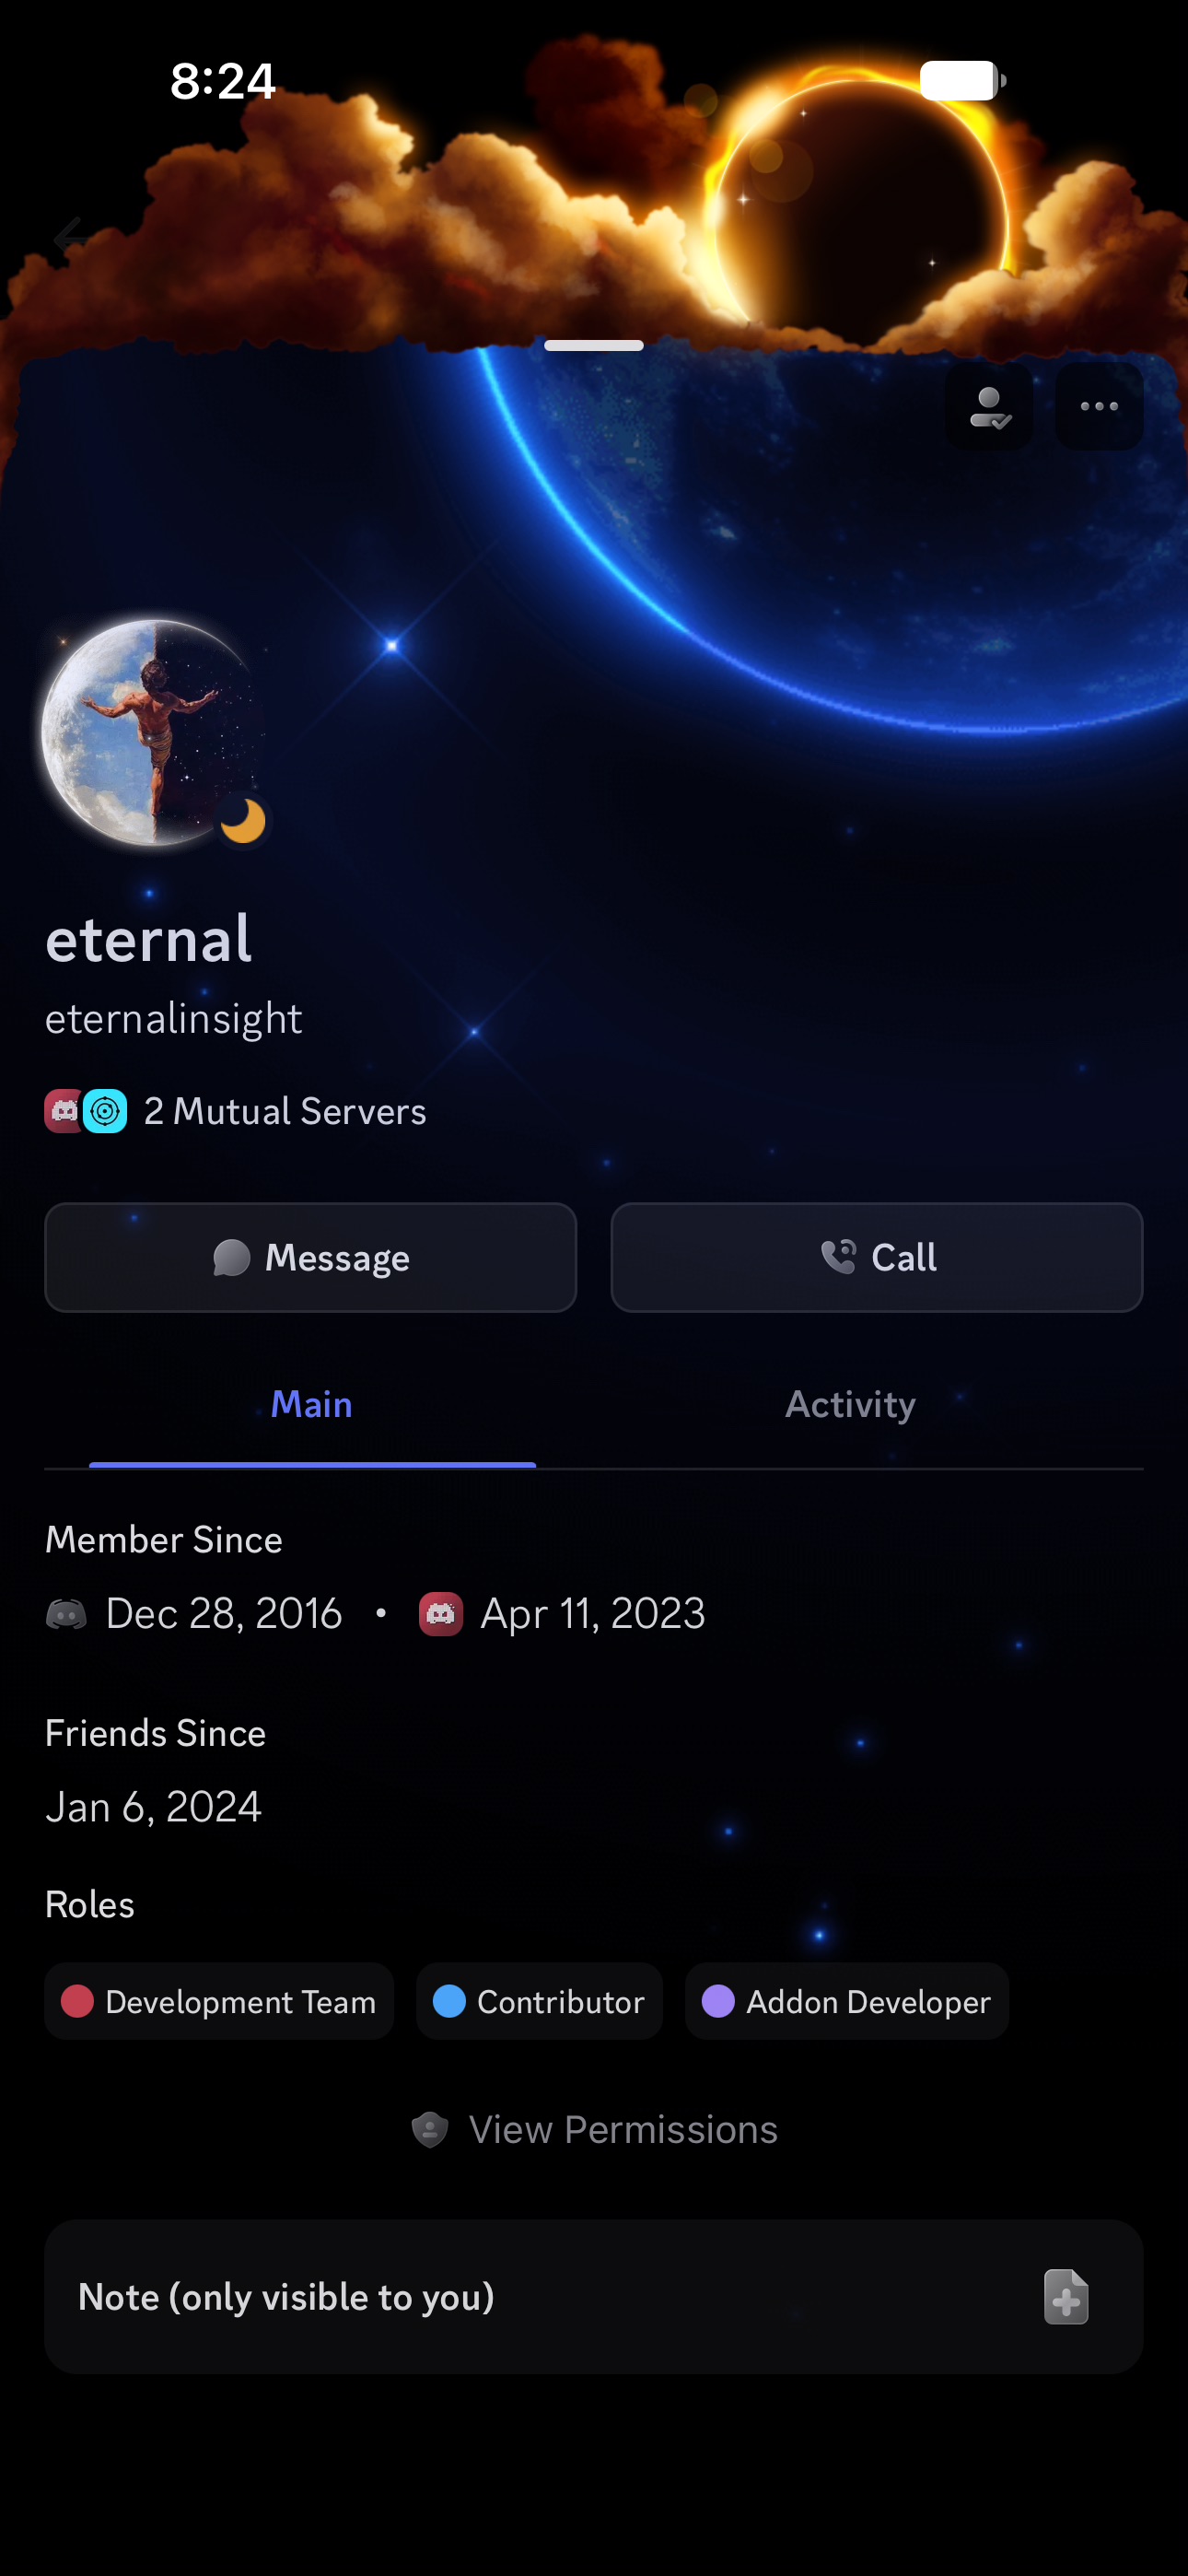 8:24
eternal
eternalinsight
2 Mutual Servers
Message
Call
Main
Activity
Member Since
Dec 28, 2016 • Apr 11, 2023
Friends Since
Jan 6, 2024
Roles
Development Team
Contributor
Addon Developer
View Permissions
Note (only visible to you)